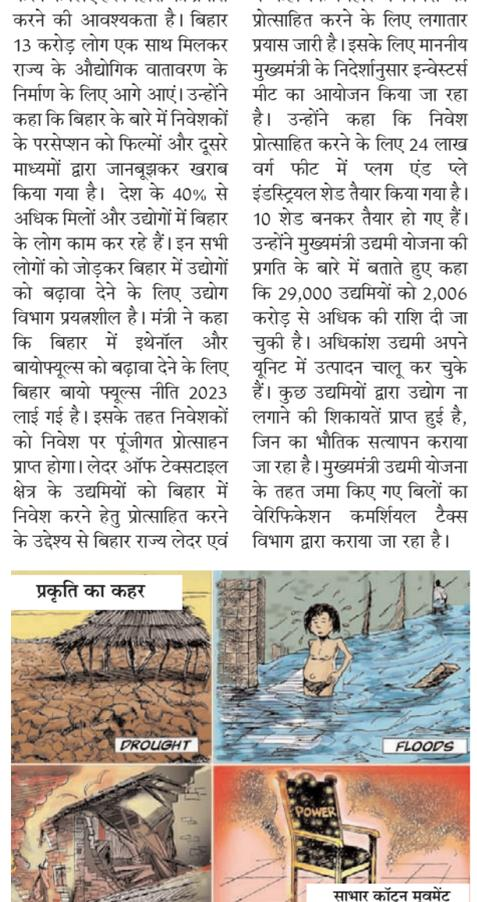 करने की आवश्यकता है। बिहार
13 करोड़ लोग एक साथ मिलकर
राज्य के औद्योगिक वातावरण के
निर्माण के लिए आगे आएं। उन्होंने
कहा कि बिहार के बारे में निवेशकों
के परसेप्शन को फिल्मों और दूसरे
माध्यमों द्वारा जानबूझकर खराब
किया गया है। देश के 40% से
अधिक मिलों और उद्योगों में बिहार
के लोग काम कर रहे हैं। इन सभी
लोगों को जोड़कर बिहार में उद्योगों
को बढ़ावा देने के लिए उद्योग
विभाग प्रयत्नशील है। मंत्री ने कहा
कि बिहार में इथेनॉल और
बायोफ्यूल्स को बढ़ावा देने के लिए
बिहार बायो फ्यूल्स नीति 2023
लाई गई है। इसके तहत निवेशकों
को निवेश पर पूंजीगत प्रोत्साहन
प्राप्त होगा। लेदर ऑफ टेक्सटाइल
क्षेत्र के उद्यमियों को बिहार में
निवेश करने हेतु प्रोत्साहित करने
के उद्देश्य से बिहार राज्य लेदर एवं
प्रोत्साहित करने के लिए लगातार
प्रयास जारी है। इसके लिए माननीय
मुख्यमंत्री के निर्देशानुसार इन्वेस्टर्स
मीट का आयोजन किया जा रहा
है। उन्होंने कहा कि निवेश
प्रोत्साहित करने के लिए 24 लाख
वर्ग फीट में प्लग एंड प्ले
इंडस्ट्रियल शेड तैयार किया गया है।
10 शेड बनकर तैयार हो गए हैं।
उन्होंने मुख्यमंत्री उद्यमी योजना की
प्रगति के बारे में बताते हुए कहा
कि 29,000 उद्यमियों को 2,006
करोड़ से अधिक की राशि दी जा
चुकी है। अधिकांश उद्यमी अपने
यूनिट में उत्पादन चालू कर चुके
हैं। कुछ उद्यमियों द्वारा उद्योग ना
लगाने की शिकायतें प्राप्त हुई है,
जिन का भौतिक सत्यापन कराया
जा रहा है। मुख्यमंत्री उद्यमी योजना
के तहत जमा किए गए बिलों का
वेरिफिकेशन कमर्शियल टैक्स
विभाग द्वारा कराया जा रहा है।
प्रकृति का कहर
DROUGHT
FLOODS
POWER
साभार कॉटन मूवमेंट